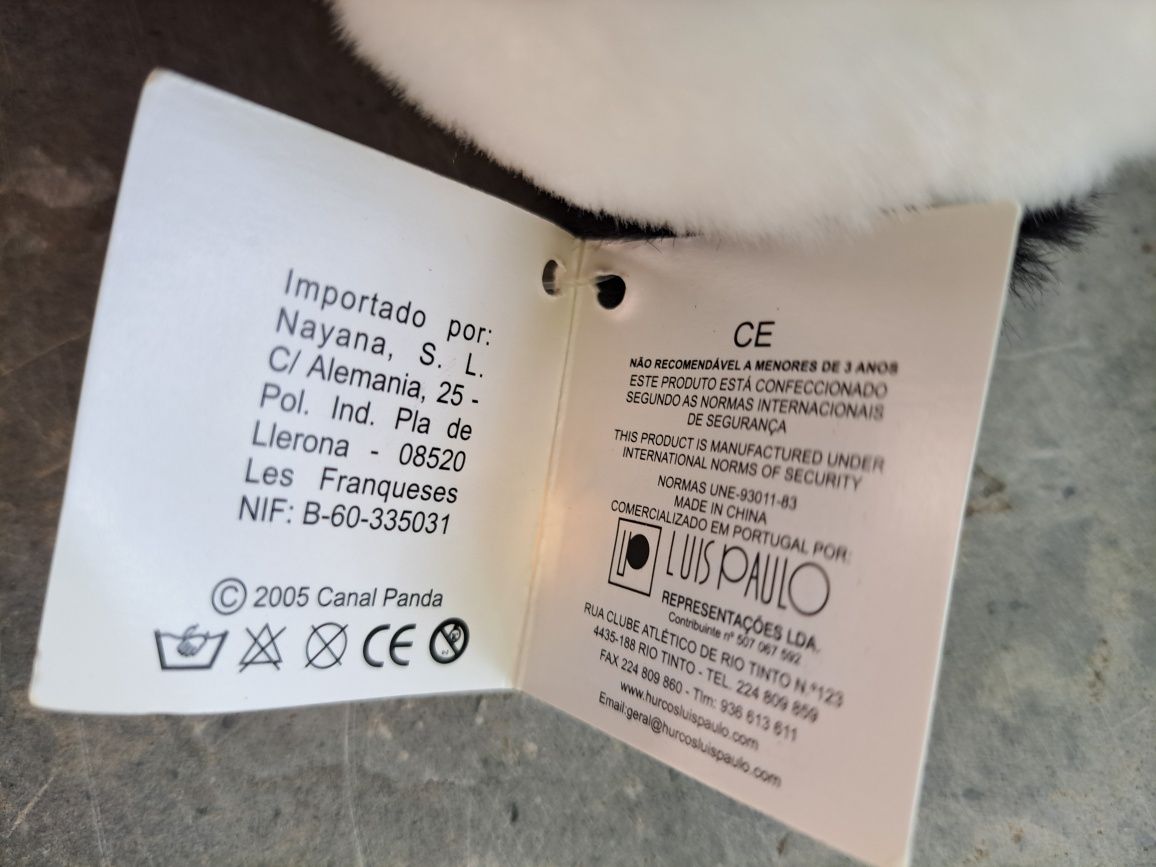 Importado por:
Nayana, S. L.
C/ Alemania, 25 -
Pol. Ind. Pla de
Llerona - 08520
Les Franqueses
NIF: B-60-335031
© 2005 Canal Panda
CE
CE
NÃO RECOMENDÁVEL A MENORES DE 3 ANOS
ESTE PRODUTO ESTÁ CONFECCIONADO
SEGUNDO AS NORMAS INTERNACIONAIS
DE SEGURANÇA
THIS PRODUCT IS MANUFACTURED UNDER
INTERNATIONAL NORMS OF SECURITY
NORMAS UNE-93011-83
MADE IN CHINA
COMERCIALIZADO EM PORTUGAL POR:
LUIS PAULO
REPRESENTAÇÕES LDA.
Contribuinte nº 507 067 592
RUA CLUBE ATLÉTICO DE RIO TINTO N.º123
4435-188 RIO TINTO - TEL. 224 809 859
FAX 224 809 860 - Tlm: 936 613 611
www.hurcosluispaulo.com
Email:geral@hurcosluispaulo.com